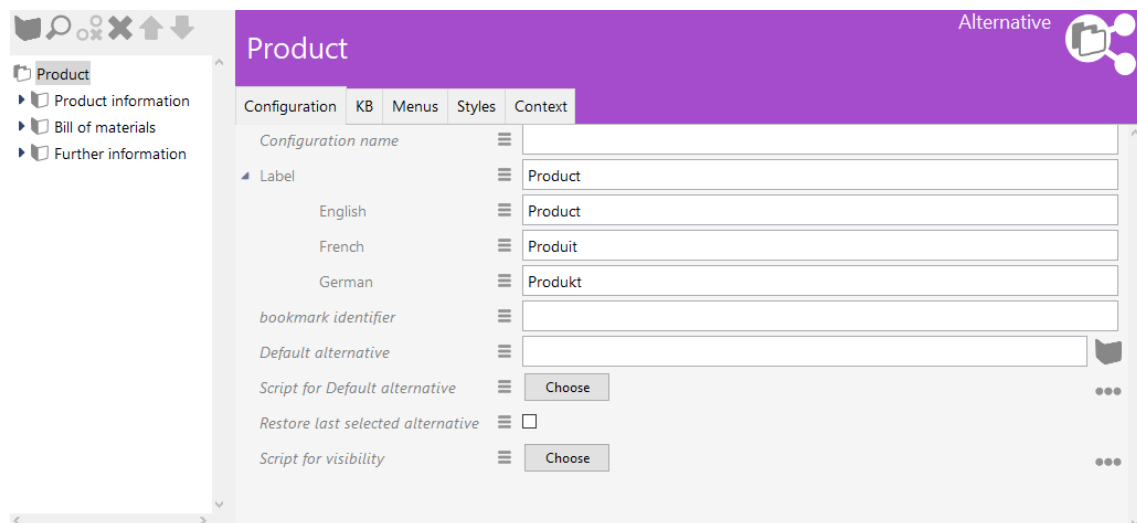 Alternative
Product
Product
Product information
Bill of materials
Further information
Configuration KB Menus Styles Context
Configuration name
Label Product
English Product
French Produit
German Produkt
bookmark identifier
Default alternative
Script for Default alternative Choose
Restore last selected alternative
Script for visibility Choose